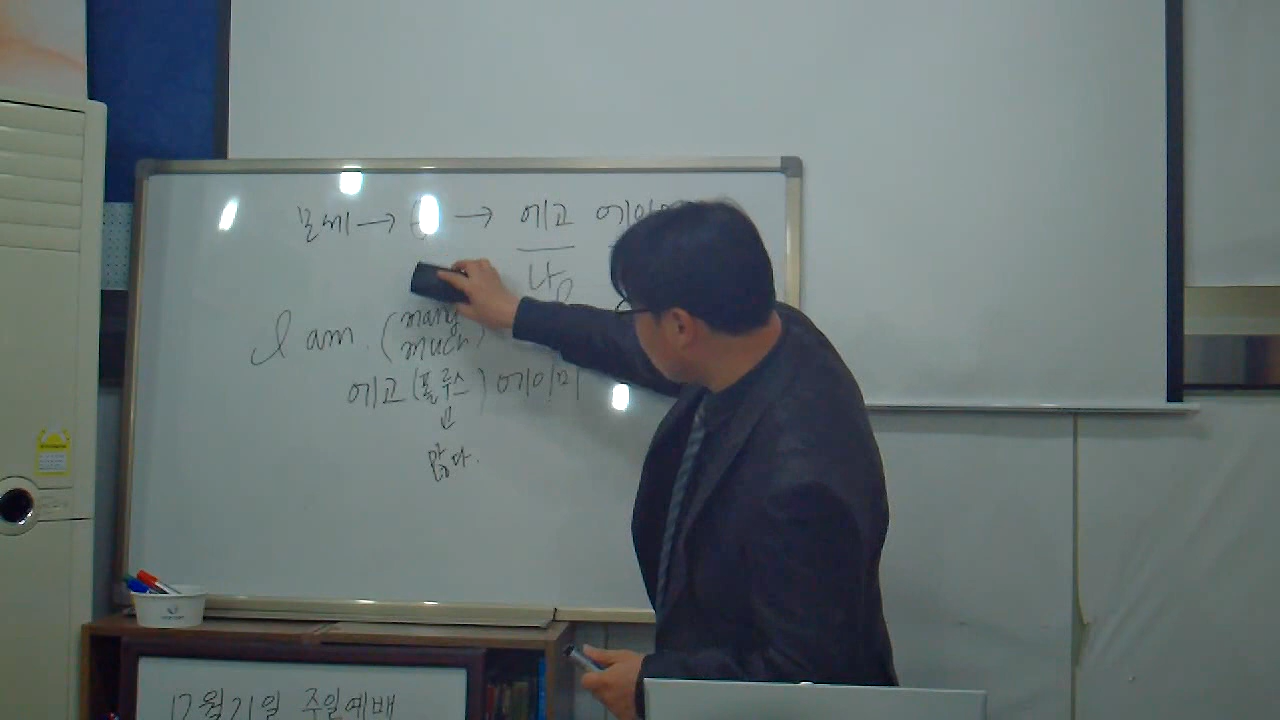 모세 → → 에고 에이미
나
I am. (many
much)
에고 (플루스) 에이미
많다.
12월 21일 주일예배